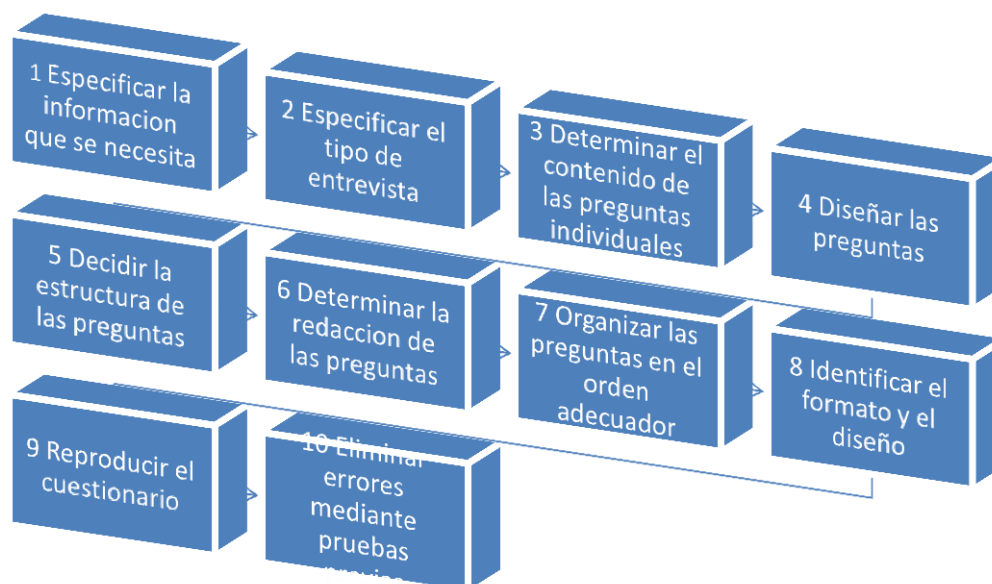 1 Especificar la
informacion
que se necesita
2 Especificar el
tipo de
entrevista
3 Determinar el
contenido de
las preguntas
individuales
4 Diseñar las
preguntas
5 Decidir la
estructura de
las preguntas
6 Determinar la
redaccion de
las preguntas
7 Organizar las
preguntas en el
orden
adecuador
8 Identificar el
formato y el
diseño
9 Reproducir el
cuestionario
10 Eliminar
errores
mediante
pruebas